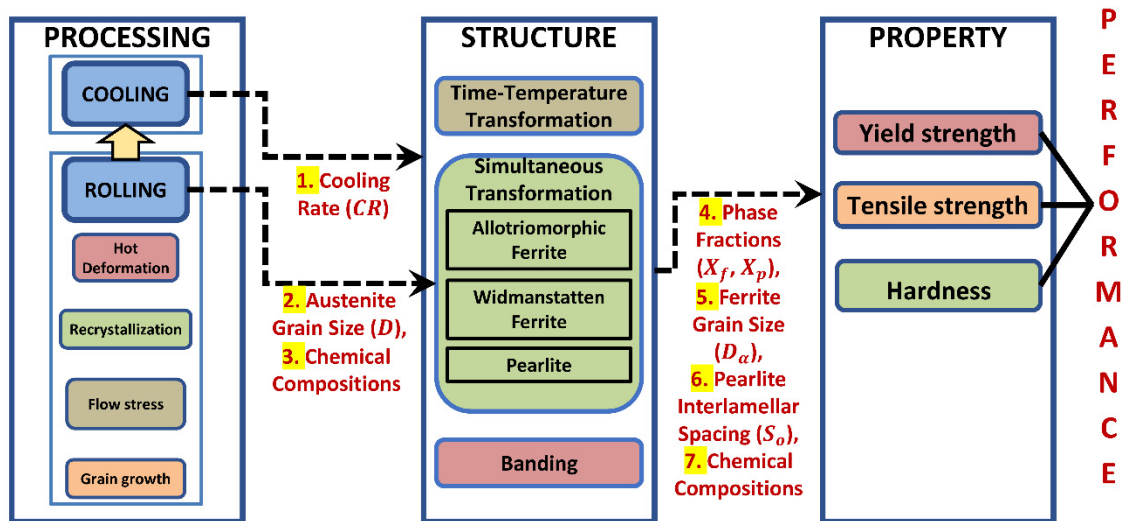 PROCESSING
COOLING
ROLLING
Hot
Deformation
Recrystallization
Flow stress
Grain growth
1. Cooling
Rate (CR)
2. Austenite
Grain Size (D),
3. Chemical
Compositions
STRUCTURE
Time-Temperature
Transformation
Simultaneous
Transformation
Allotriomorphic
Ferrite
Widmanstatten
Ferrite
Pearlite
Banding
4. Phase
Fractions
(X_f, X_p),
5. Ferrite
Grain Size
(D_α),
6. Pearlite
Interlamellar
Spacing (S_o),
7. Chemical
Compositions
PROPERTY
Yield strength
Tensile strength
Hardness
PERFORMANCE